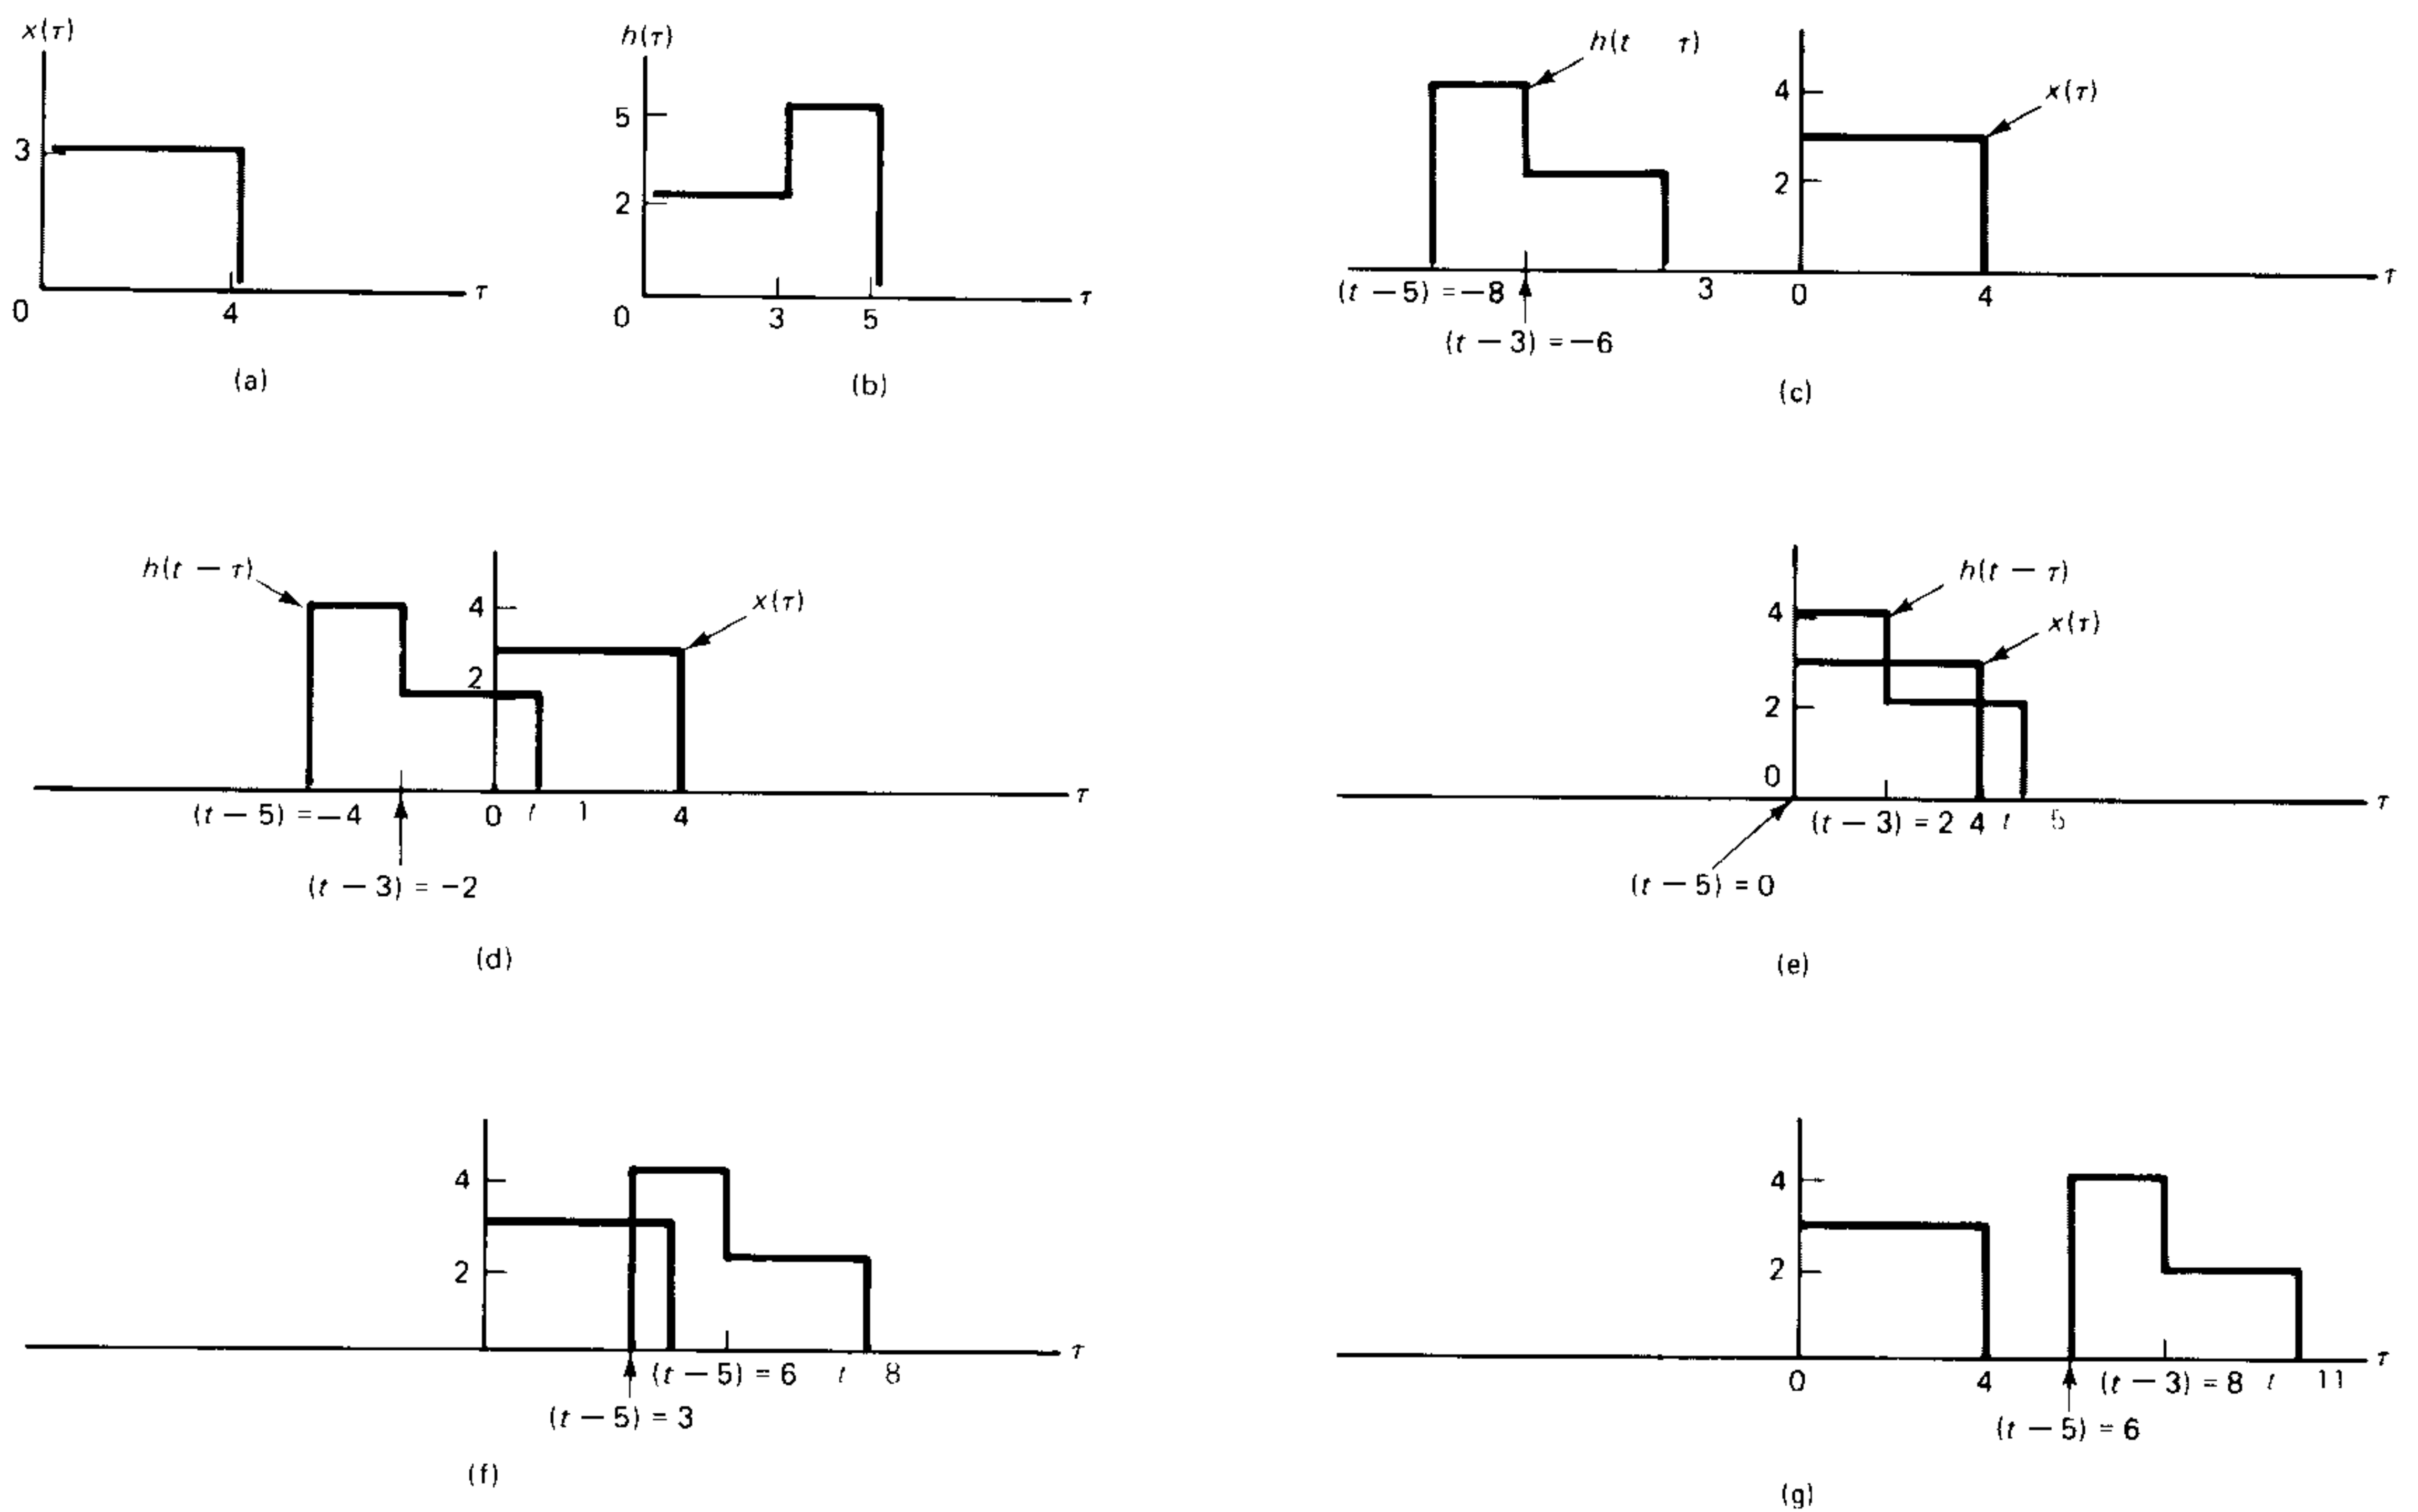 x(τ)
3
0
4
τ
(a)
h(τ)
5
2
0
3
5
τ
(b)
h(t τ)
4
x(τ)
2
(t − 5) = −8
3
0
4
τ
(t − 3) = −6
(c)
h(t − τ)
4
x(τ)
2
(t − 5) = −4
0
t 1
4
τ
(t − 3) = −2
(d)
h(t − τ)
4
x(τ)
2
0
τ
(t − 3) = 2 4 t 5
(t − 5) = 0
(e)
4
2
τ
(t − 5) = 6 t 8
(t − 5) = 3
(f)
4
2
τ
0
4
(t − 3) = 8 t 11
(t − 5) = 6
(g)